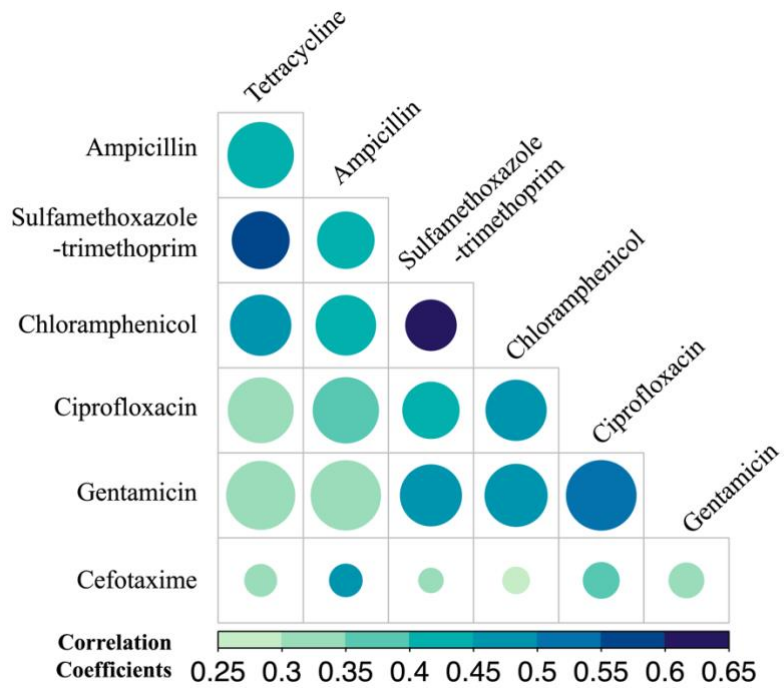 Tetracycline
Ampicillin
Ampicillin
Sulfamethoxazole
-trimethoprim
Sulfamethoxazole
-trimethoprim
Chloramphenicol
Chloramphenicol
Ciprofloxacin
Ciprofloxacin
Gentamicin
Gentamicin
Cefotaxime
Correlation
Coefficients
0.25 0.3 0.35 0.4 0.45 0.5 0.55 0.6 0.65